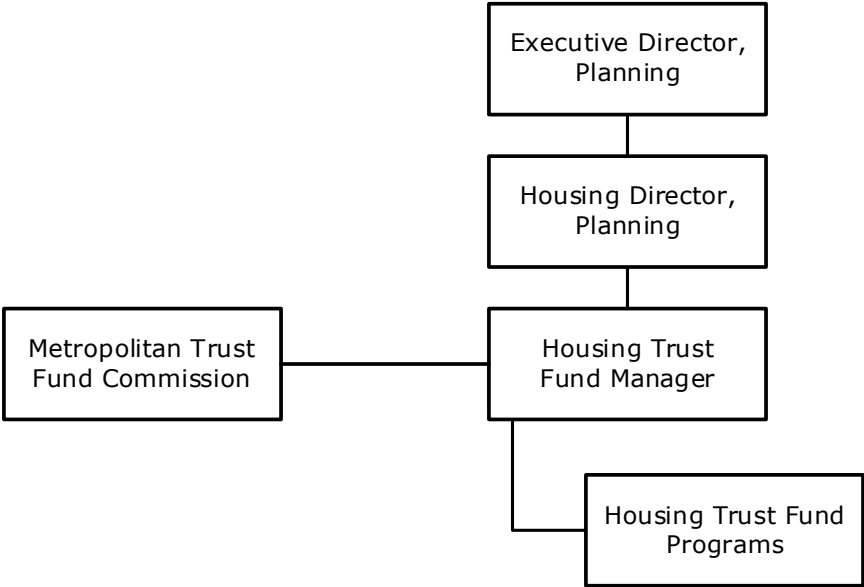 Executive Director,
Planning
Housing Director,
Planning
Metropolitan Trust
Fund Commission
Housing Trust
Fund Manager
Housing Trust Fund
Programs